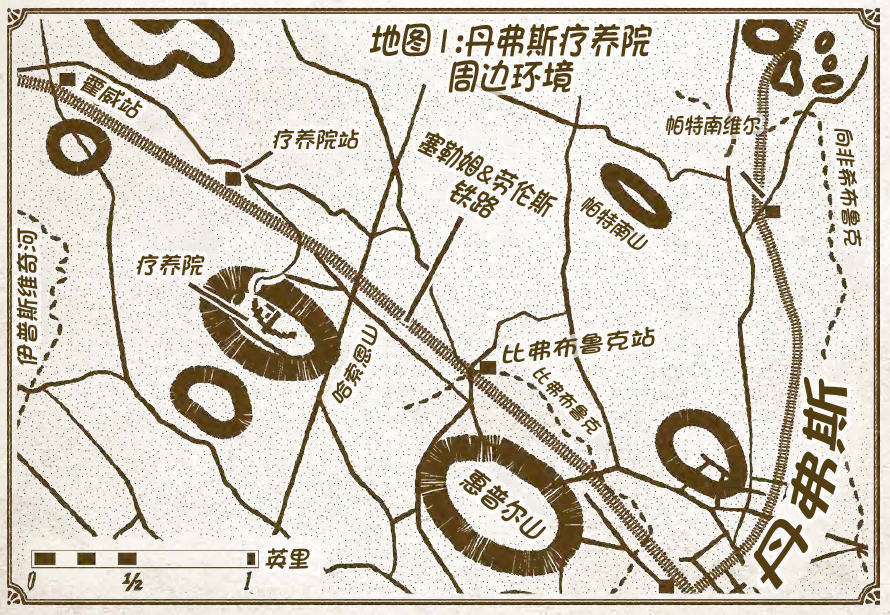 地图1:丹弗斯疗养院
周边环境
霍威站
疗养院站
塞勒姆&劳伦斯
铁路
帕特南维尔
向非希布鲁克
帕特南山
疗养院
伊普斯维奇河
哈索恩山
比弗布鲁克站
比弗布鲁克
惠普尔山
丹弗斯
0 1/2 1 英里